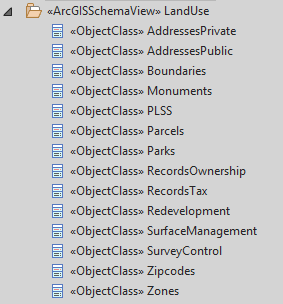 «ArcGISSchemaView» LandUse
«ObjectClass» AddressesPrivate
«ObjectClass» AddressesPublic
«ObjectClass» Boundaries
«ObjectClass» Monuments
«ObjectClass» PLSS
«ObjectClass» Parcels
«ObjectClass» Parks
«ObjectClass» RecordsOwnership
«ObjectClass» RecordsTax
«ObjectClass» Redevelopment
«ObjectClass» SurfaceManagement
«ObjectClass» SurveyControl
«ObjectClass» Zipcodes
«ObjectClass» Zones